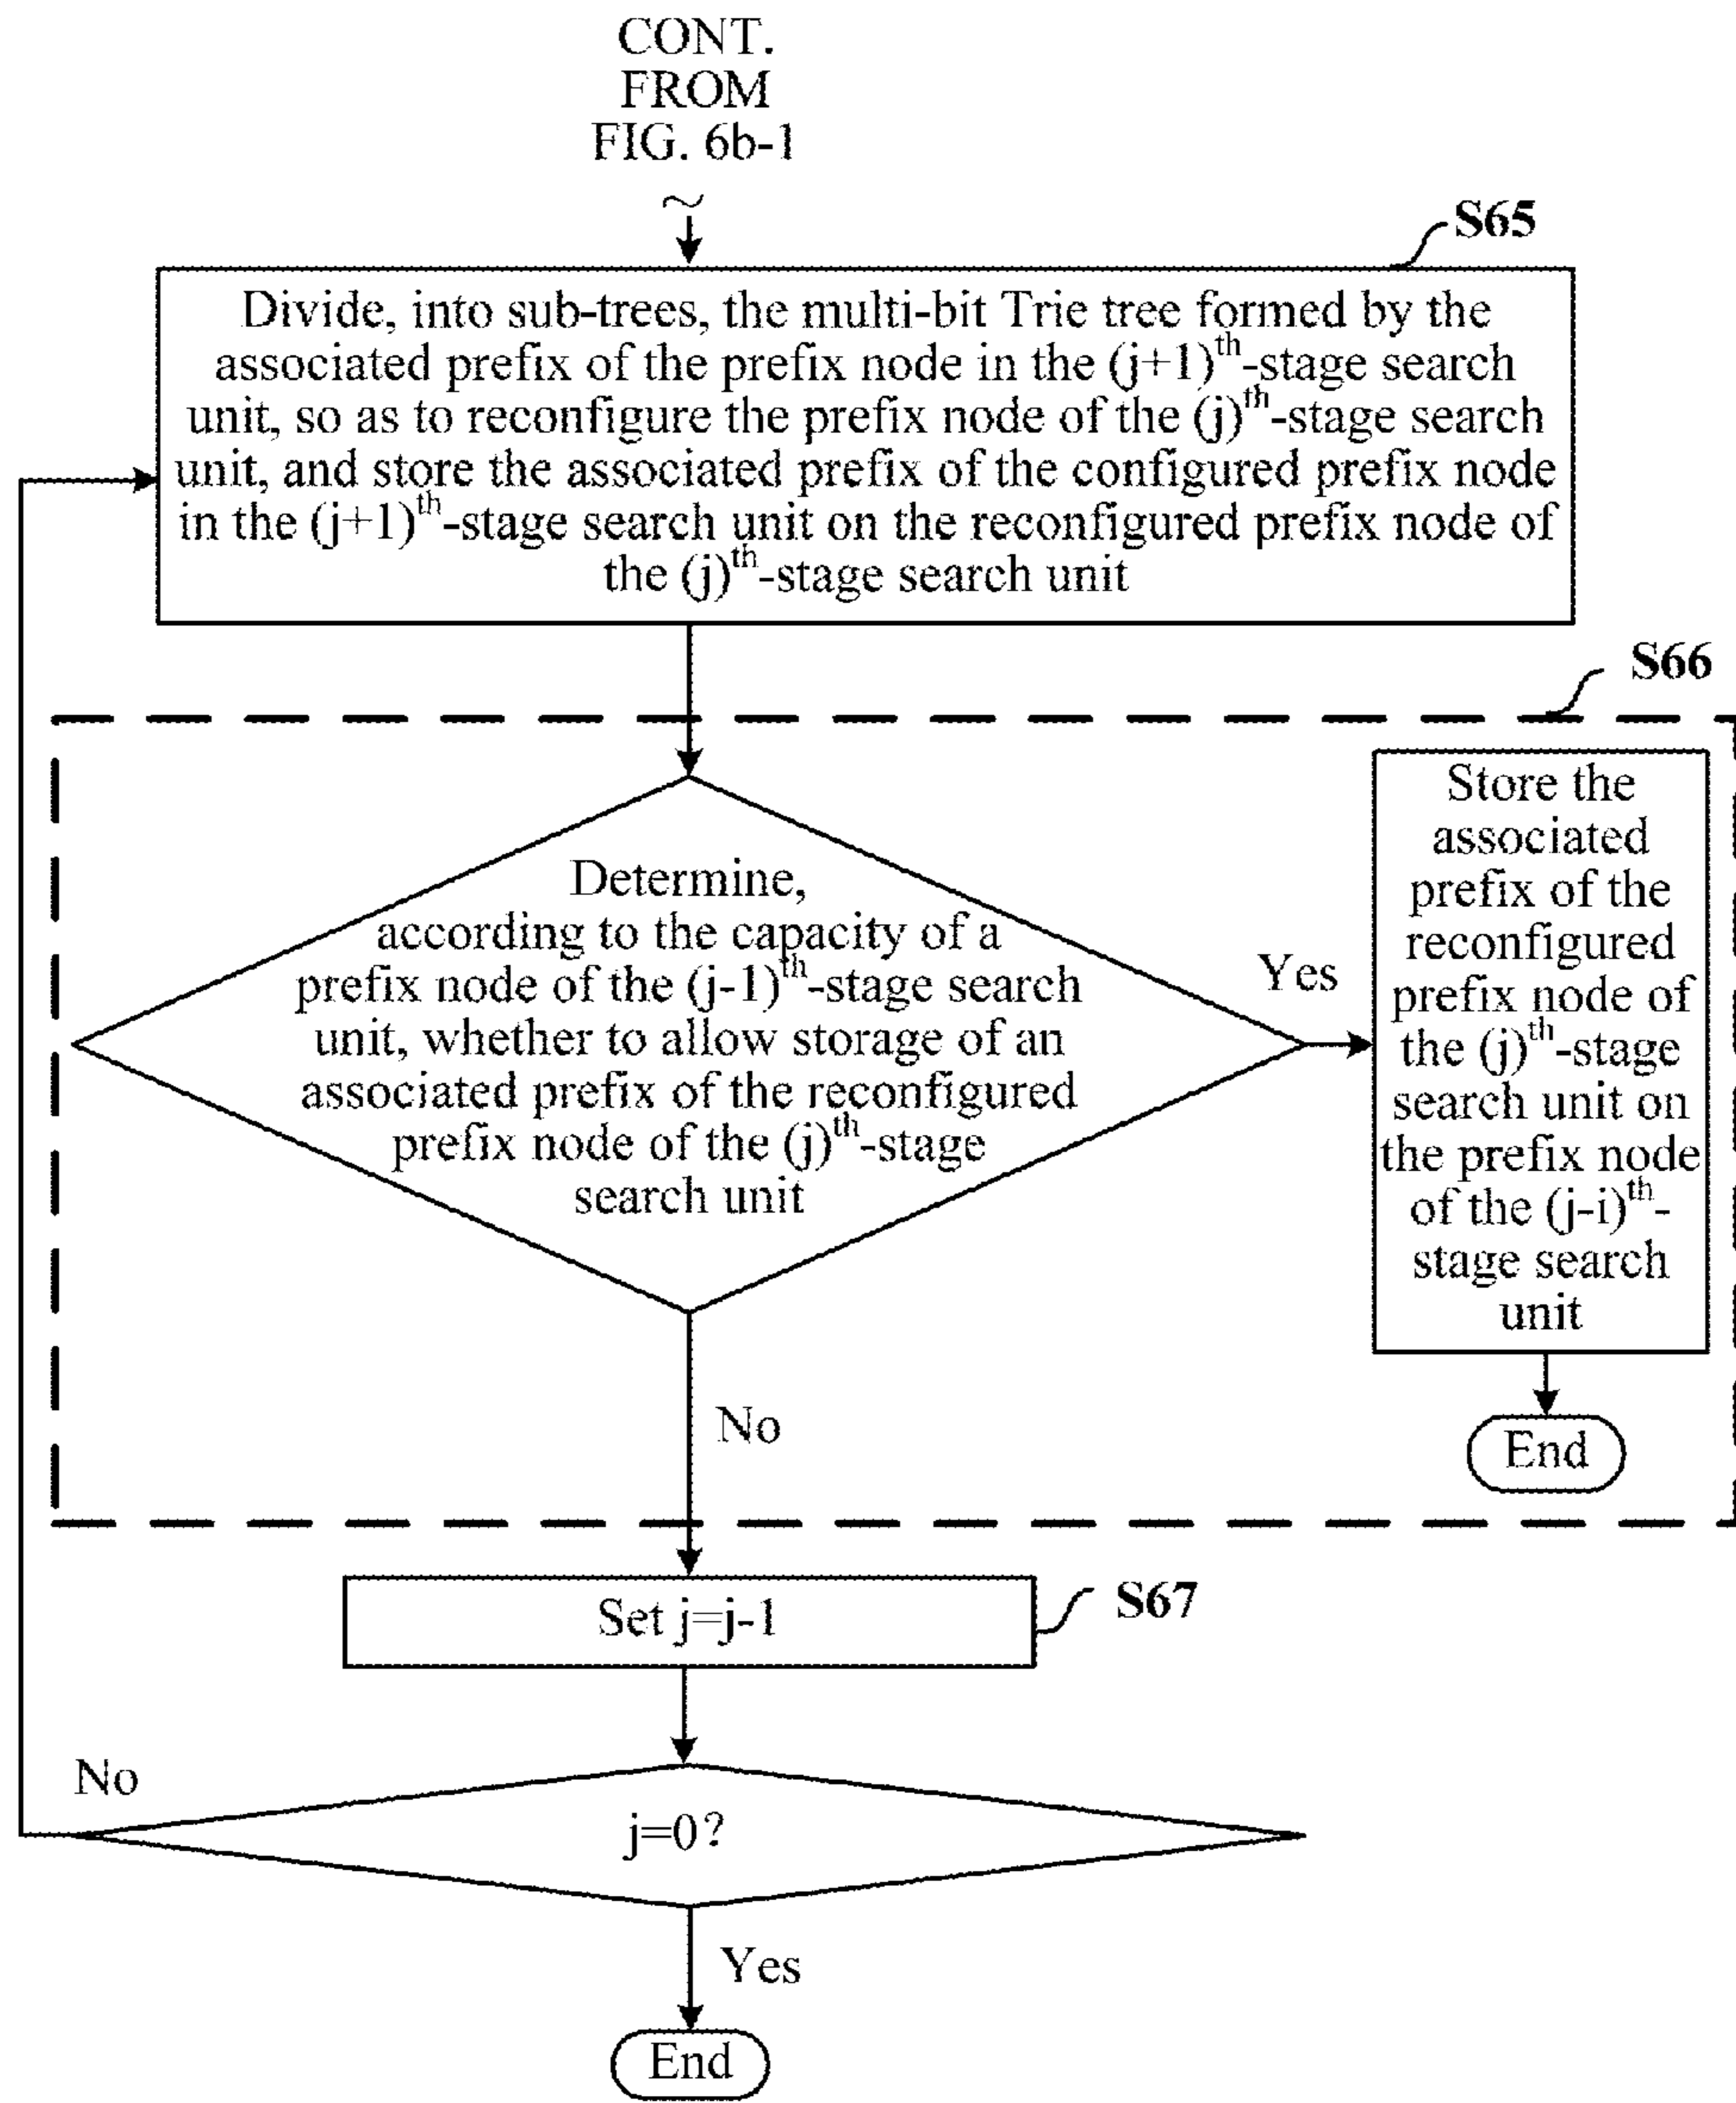 CONT.
FROM
FIG. 6b-1
~
S65
Divide, into sub-trees, the multi-bit Trie tree formed by the
associated prefix of the prefix node in the (j+1)th-stage search
unit, so as to reconfigure the prefix node of the (j)th-stage search
unit, and store the associated prefix of the configured prefix node
in the (j+1)th-stage search unit on the reconfigured prefix node of
the (j)th-stage search unit
S66
Determine,
according to the capacity of a
prefix node of the (j-1)th-stage search
unit, whether to allow storage of an
associated prefix of the reconfigured
prefix node of the (j)th-stage
search unit
Yes
Store the
associated
prefix of the
reconfigured
prefix node of
the (j)th-stage
search unit on
the prefix node
of the (j-i)th-
stage search
unit
End
No
Set j=j-1
S67
No
j=0?
Yes
End